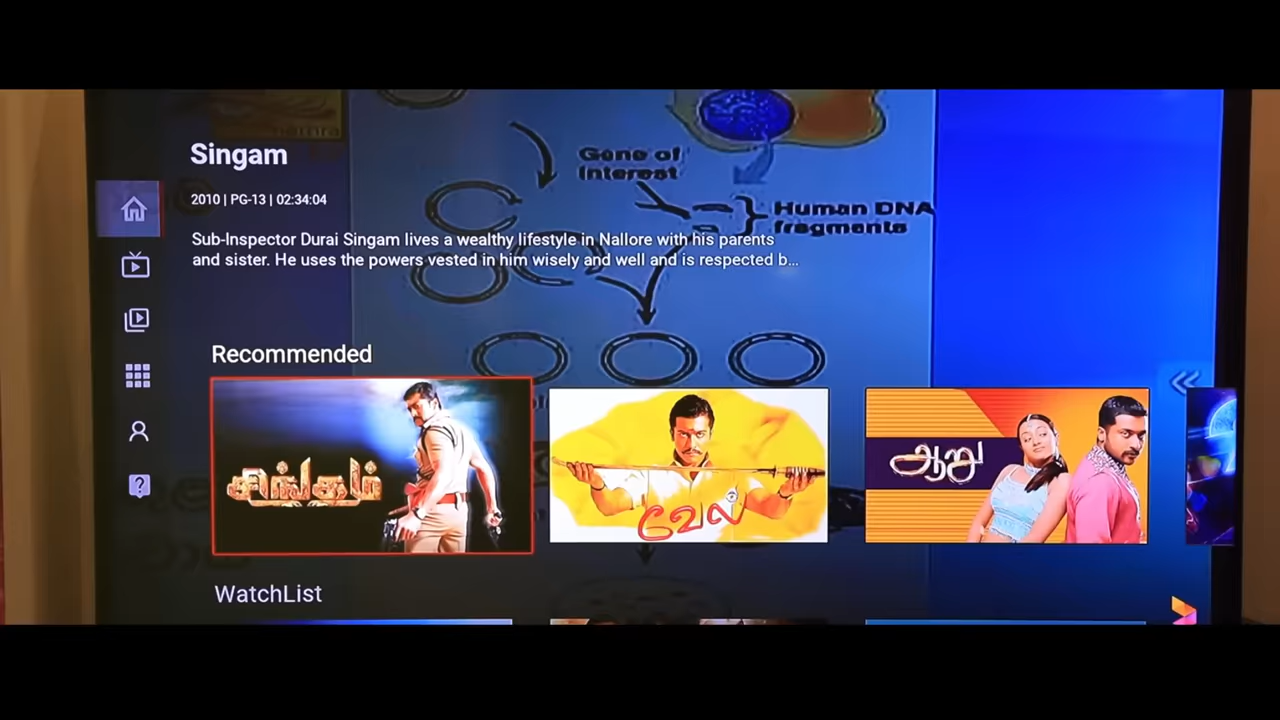 Gene of
Interest
Singam
2010 | PG-13 | 02:34:04
Human DNA
fragments
Sub-Inspector Durai Singam lives a wealthy lifestyle in Nallore with his parents
and sister. He uses the powers vested in him wisely and well and is respected b...
Recommended
சிங்கம்
வேல்
ஆறு
WatchList